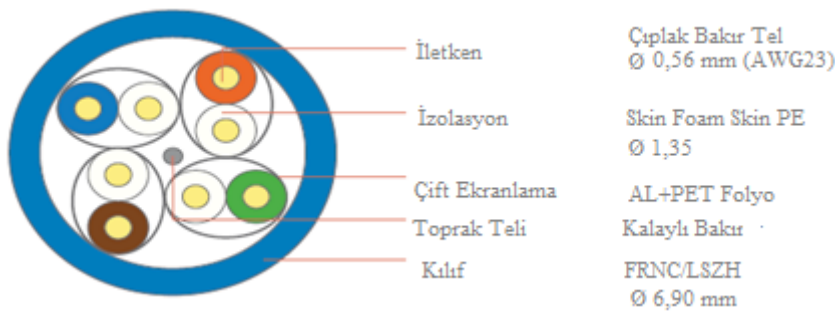 İletken Çıplak Bakır Tel
Ø 0,56 mm (AWG23)
İzolasyon Skin Foam Skin PE
Ø 1,35
Çift Ekranlama AL+PET Folyo
Toprak Teli Kalaylı Bakır
Kılıf FRNC/LSZH
Ø 6,90 mm